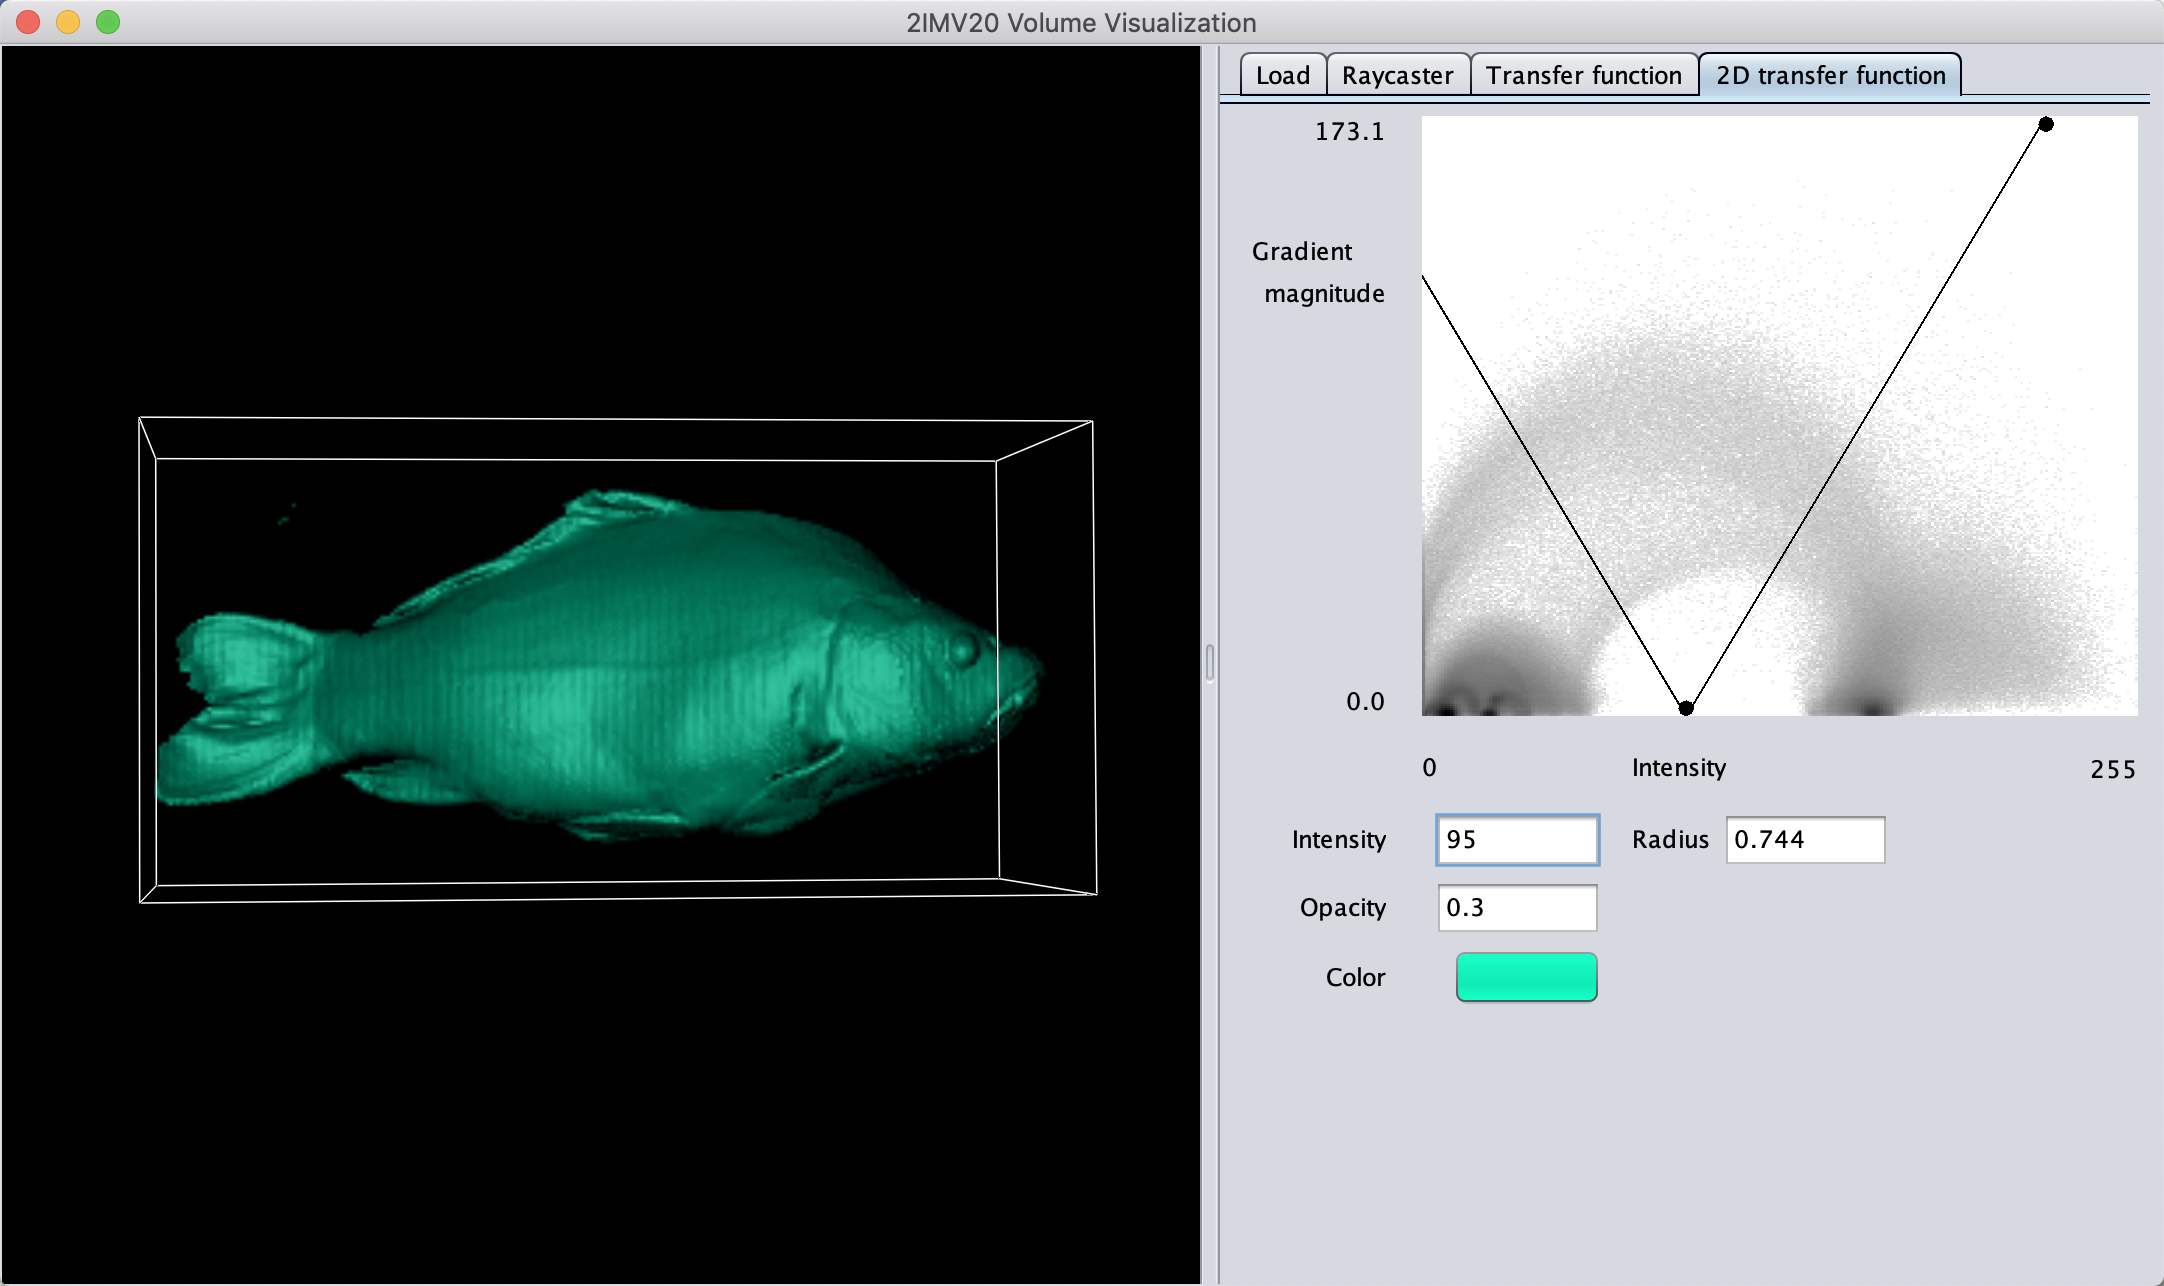 2IMV20 Volume Visualization
Load Raycaster Transfer function 2D transfer function
173.1
Gradient
magnitude
0.0
0 Intensity 255
Intensity 95 Radius 0.744
Opacity 0.3
Color